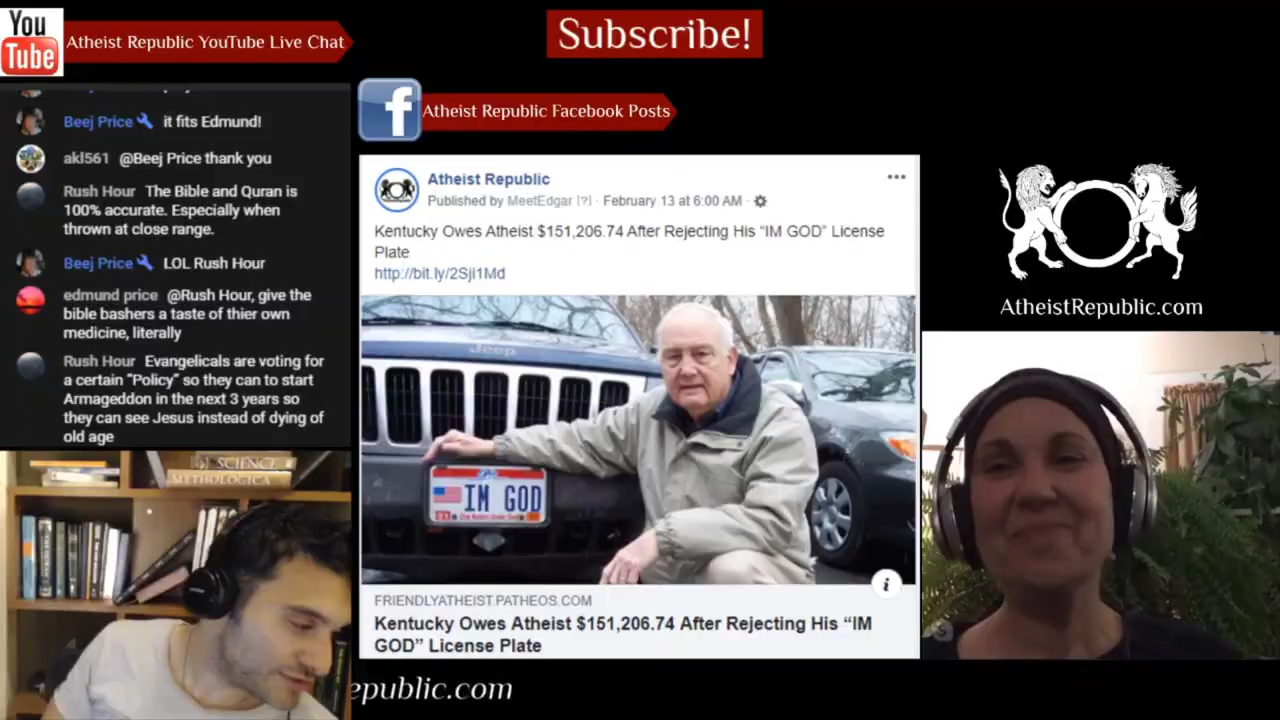 You
Tube
Atheist Republic YouTube Live Chat
Subscribe!
Beej Price it fits Edmund!
akl561 @Beej Price thank you
Rush Hour The Bible and Quran is
100% accurate. Especially when
thrown at close range.
Beej Price LOL Rush Hour
edmund price @Rush Hour, give the
bible bashers a taste of thier own
medicine, literally
Rush Hour Evangelicals are voting for
a certain "Policy" so they can to start
Armageddon in the next 3 years so
they can see Jesus instead of dying of
old age
f
Atheist Republic Facebook Posts
Atheist Republic
Published by MeetEdgar [?] · February 13 at 6:00 AM ·
Kentucky Owes Atheist $151,206.74 After Rejecting His “IM GOD” License
Plate
http://bit.ly/2Sji1Md
Jeep
IM GOD
i
FRIENDLYATHEIST.PATHEOS.COM
Kentucky Owes Atheist $151,206.74 After Rejecting His “IM
GOD” License Plate
AtheistRepublic.com
SCIENCE
MYTHOLOGICA
epublic.com